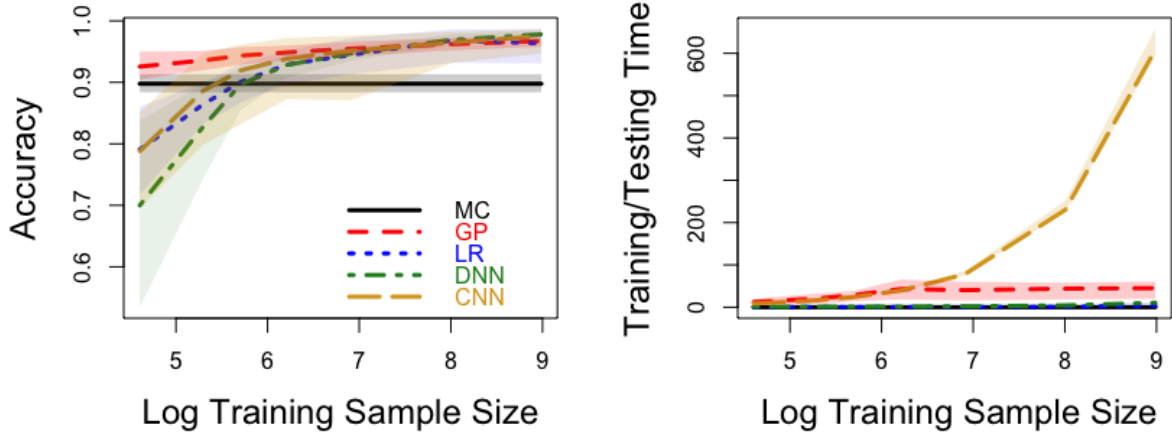 Accuracy
1.0
0.9
0.8
0.7
0.6
MC
GP
LR
DNN
CNN
5 6 7 8 9
Log Training Sample Size
Training/Testing Time
600
400
200
0
5 6 7 8 9
Log Training Sample Size